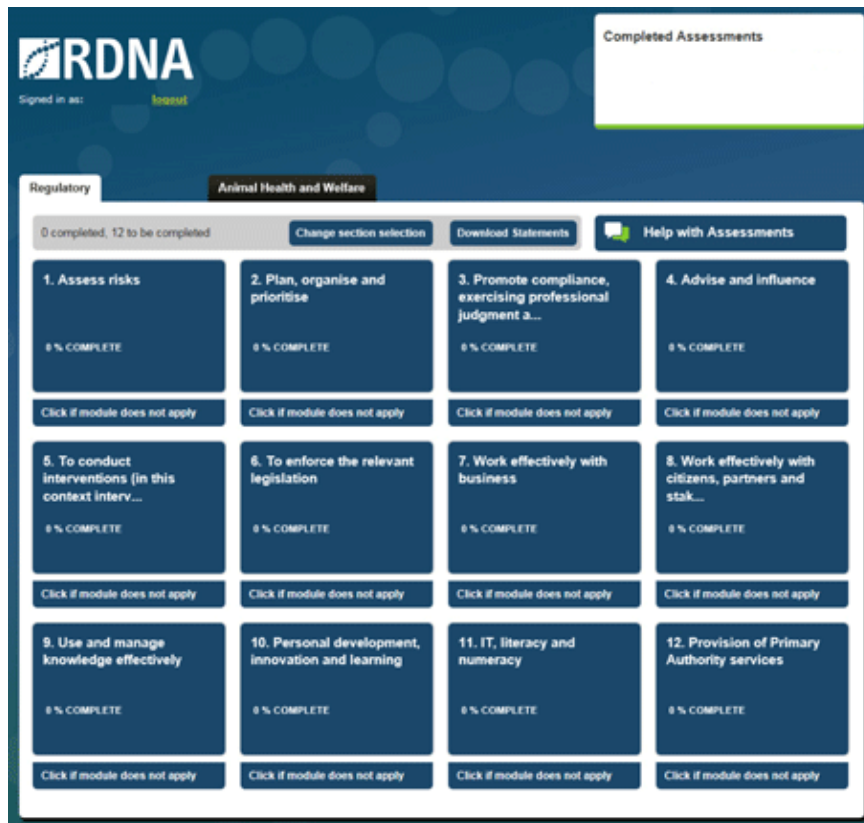 Completed Assessments
RDNA
Signed in as: logout
Regulatory
Animal Health and Welfare
0 completed, 12 to be completed
Change section selection
Download Statements
Help with Assessments
1. Assess risks
0 % COMPLETE
Click if module does not apply
2. Plan, organise and
prioritise
0 % COMPLETE
Click if module does not apply
3. Promote compliance,
exercising professional
judgment a...
0 % COMPLETE
Click if module does not apply
4. Advise and influence
0 % COMPLETE
Click if module does not apply
5. To conduct
interventions (in this
context interv...
0 % COMPLETE
Click if module does not apply
6. To enforce the relevant
legislation
0 % COMPLETE
Click if module does not apply
7. Work effectively with
business
0 % COMPLETE
Click if module does not apply
8. Work effectively with
citizens, partners and
stak...
0 % COMPLETE
Click if module does not apply
9. Use and manage
knowledge effectively
0 % COMPLETE
Click if module does not apply
10. Personal development,
innovation and learning
0 % COMPLETE
Click if module does not apply
11. IT, literacy and
numeracy
0 % COMPLETE
Click if module does not apply
12. Provision of Primary
Authority services
0 % COMPLETE
Click if module does not apply